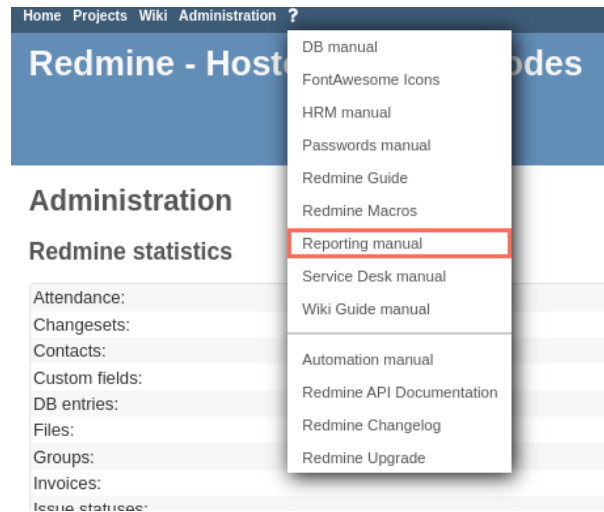 Home Projects Wiki Administration ?
Redmine - Host odes
DB manual
FontAwesome Icons
HRM manual
Passwords manual
Redmine Guide
Redmine Macros
Reporting manual
Service Desk manual
Wiki Guide manual
Automation manual
Redmine API Documentation
Redmine Changelog
Redmine Upgrade
Administration
Redmine statistics
Attendance:
Changesets:
Contacts:
Custom fields:
DB entries:
Files:
Groups:
Invoices:
Issue statuses: